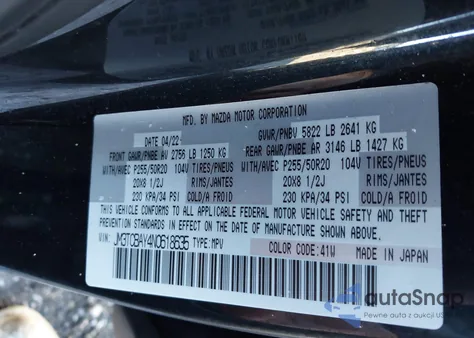 MFD. BY MAZDA MOTOR CORPORATION
DATE 04/22 GVWR/PNBV 5822 LB 2641 KG
FRONT GAWR/PNBE AV 2756 LB 1250 KG REAR GAWR/PNBE AR 3146 LB 1427 KG
WITH/AVEC P255/50R20 104V TIRES/PNEUS WITH/AVEC P255/50R20 104V TIRES/PNEUS
20X8 1/2J RIMS/JANTES 20X8 1/2J RIMS/JANTES
230 KPA/34 PSI COLD/A FROID 230 KPA/34 PSI COLD/A FROID
THIS VEHICLE CONFORMS TO ALL APPLICABLE FEDERAL MOTOR VEHICLE SAFETY AND THEFT
PREVENTION STANDARDS IN EFFECT ON THE DATE OF MANUFACTURE SHOWN ABOVE.
VIN: JM3TCBAY4N0618635 TYPE: MPV COLOR CODE: 41W MADE IN JAPAN
autoSnap
Pewne auta z aukcji USA